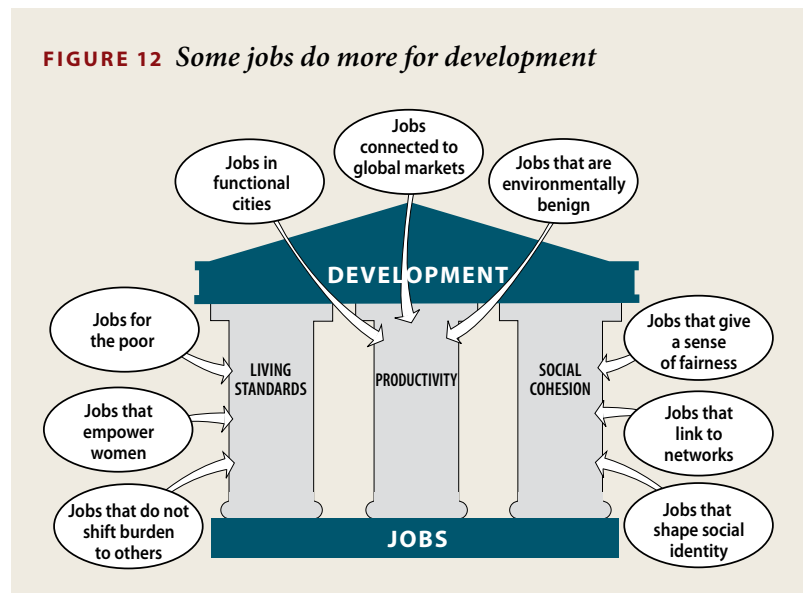 FIGURE 12 Some jobs do more for development
Jobs
connected to
global markets
Jobs in
functional
cities
Jobs that are
environmentally
benign
DEVELOPMENT
Jobs for
the poor
Jobs that
empower
women
Jobs that do not
shift burden
to others
LIVING
STANDARDS
PRODUCTIVITY
SOCIAL
COHESION
Jobs that give
a sense
of fairness
Jobs that
link to
networks
Jobs that
shape social
identity
JOBS